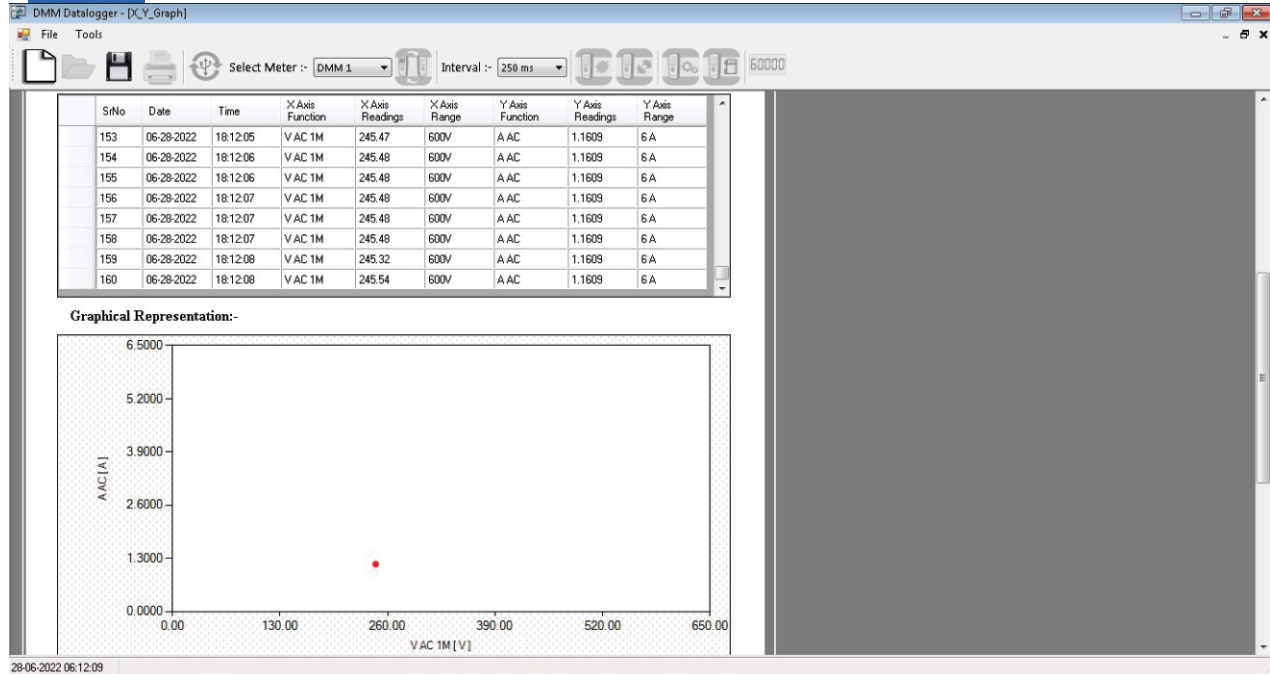 DMM Datalogger - [X_Y_Graph]
File Tools
Select Meter :- DMM 1 Interval :- 250 ms 60000
SrNo Date Time X Axis Function X Axis Readings X Axis Range Y Axis Function Y Axis Readings Y Axis Range
153 06-28-2022 18:12:05 V AC 1M 245.47 600V A AC 1.1609 6 A
154 06-28-2022 18:12:06 V AC 1M 245.48 600V A AC 1.1609 6 A
155 06-28-2022 18:12:06 V AC 1M 245.48 600V A AC 1.1609 6 A
156 06-28-2022 18:12:07 V AC 1M 245.48 600V A AC 1.1609 6 A
157 06-28-2022 18:12:07 V AC 1M 245.48 600V A AC 1.1609 6 A
158 06-28-2022 18:12:07 V AC 1M 245.48 600V A AC 1.1609 6 A
159 06-28-2022 18:12:08 V AC 1M 245.32 600V A AC 1.1609 6 A
160 06-28-2022 18:12:08 V AC 1M 245.54 600V A AC 1.1609 6 A
Graphical Representation:-
6.5000
5.2000
3.9000
A AC [ A ]
2.6000
1.3000
0.0000
0.00 130.00 260.00 390.00 520.00 650.00
V AC 1M [ V ]
28-06-2022 06:12:09